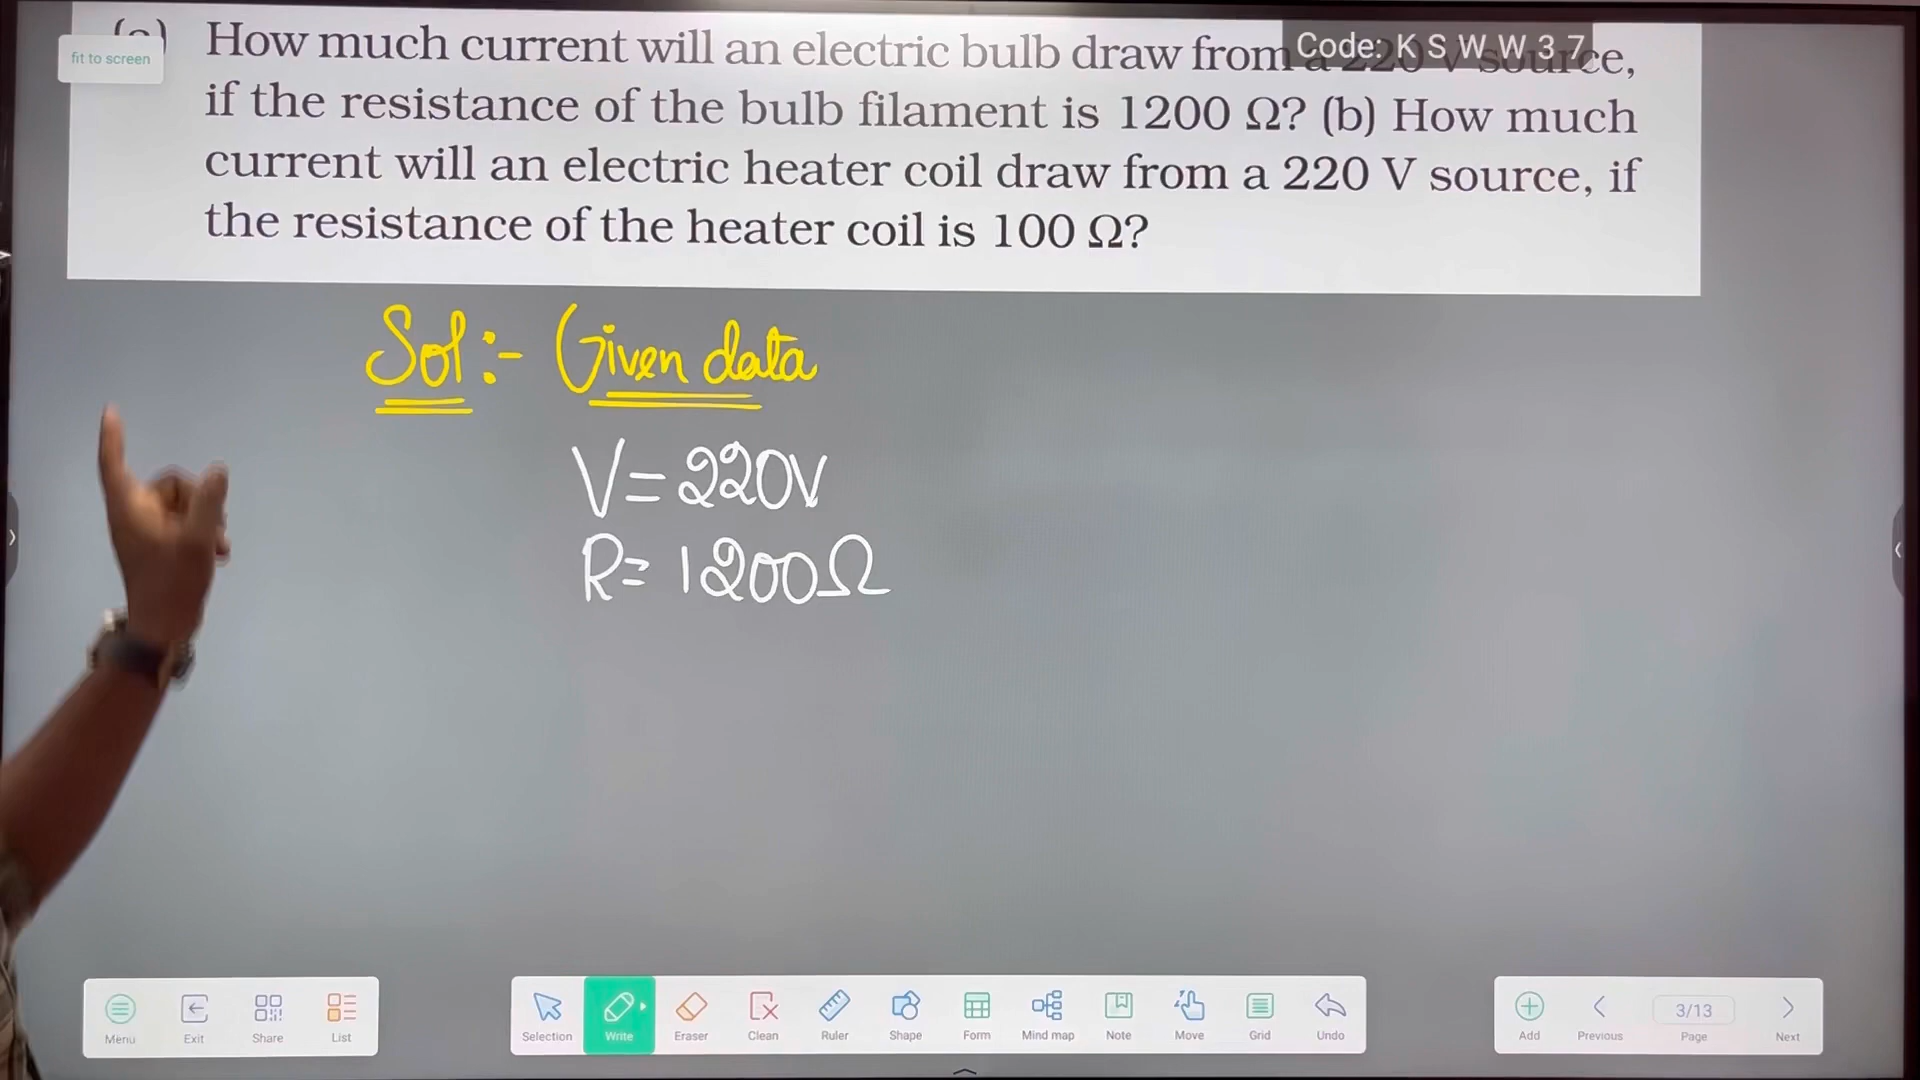 How much current will an electric bulb draw from a 220 V source,
Code: K S W W 3 7
fit to screen
if the resistance of the bulb filament is 1200 Ω? (b) How much
current will an electric heater coil draw from a 220 V source, if
the resistance of the heater coil is 100 Ω?
Sol:- Given data
V=220V
R=1200Ω
Menu Exit Share List
Selection Write Eraser Clean Ruler Shape Form Mind map Note Move Grid Undo
Add Previous 3/13 Page Next